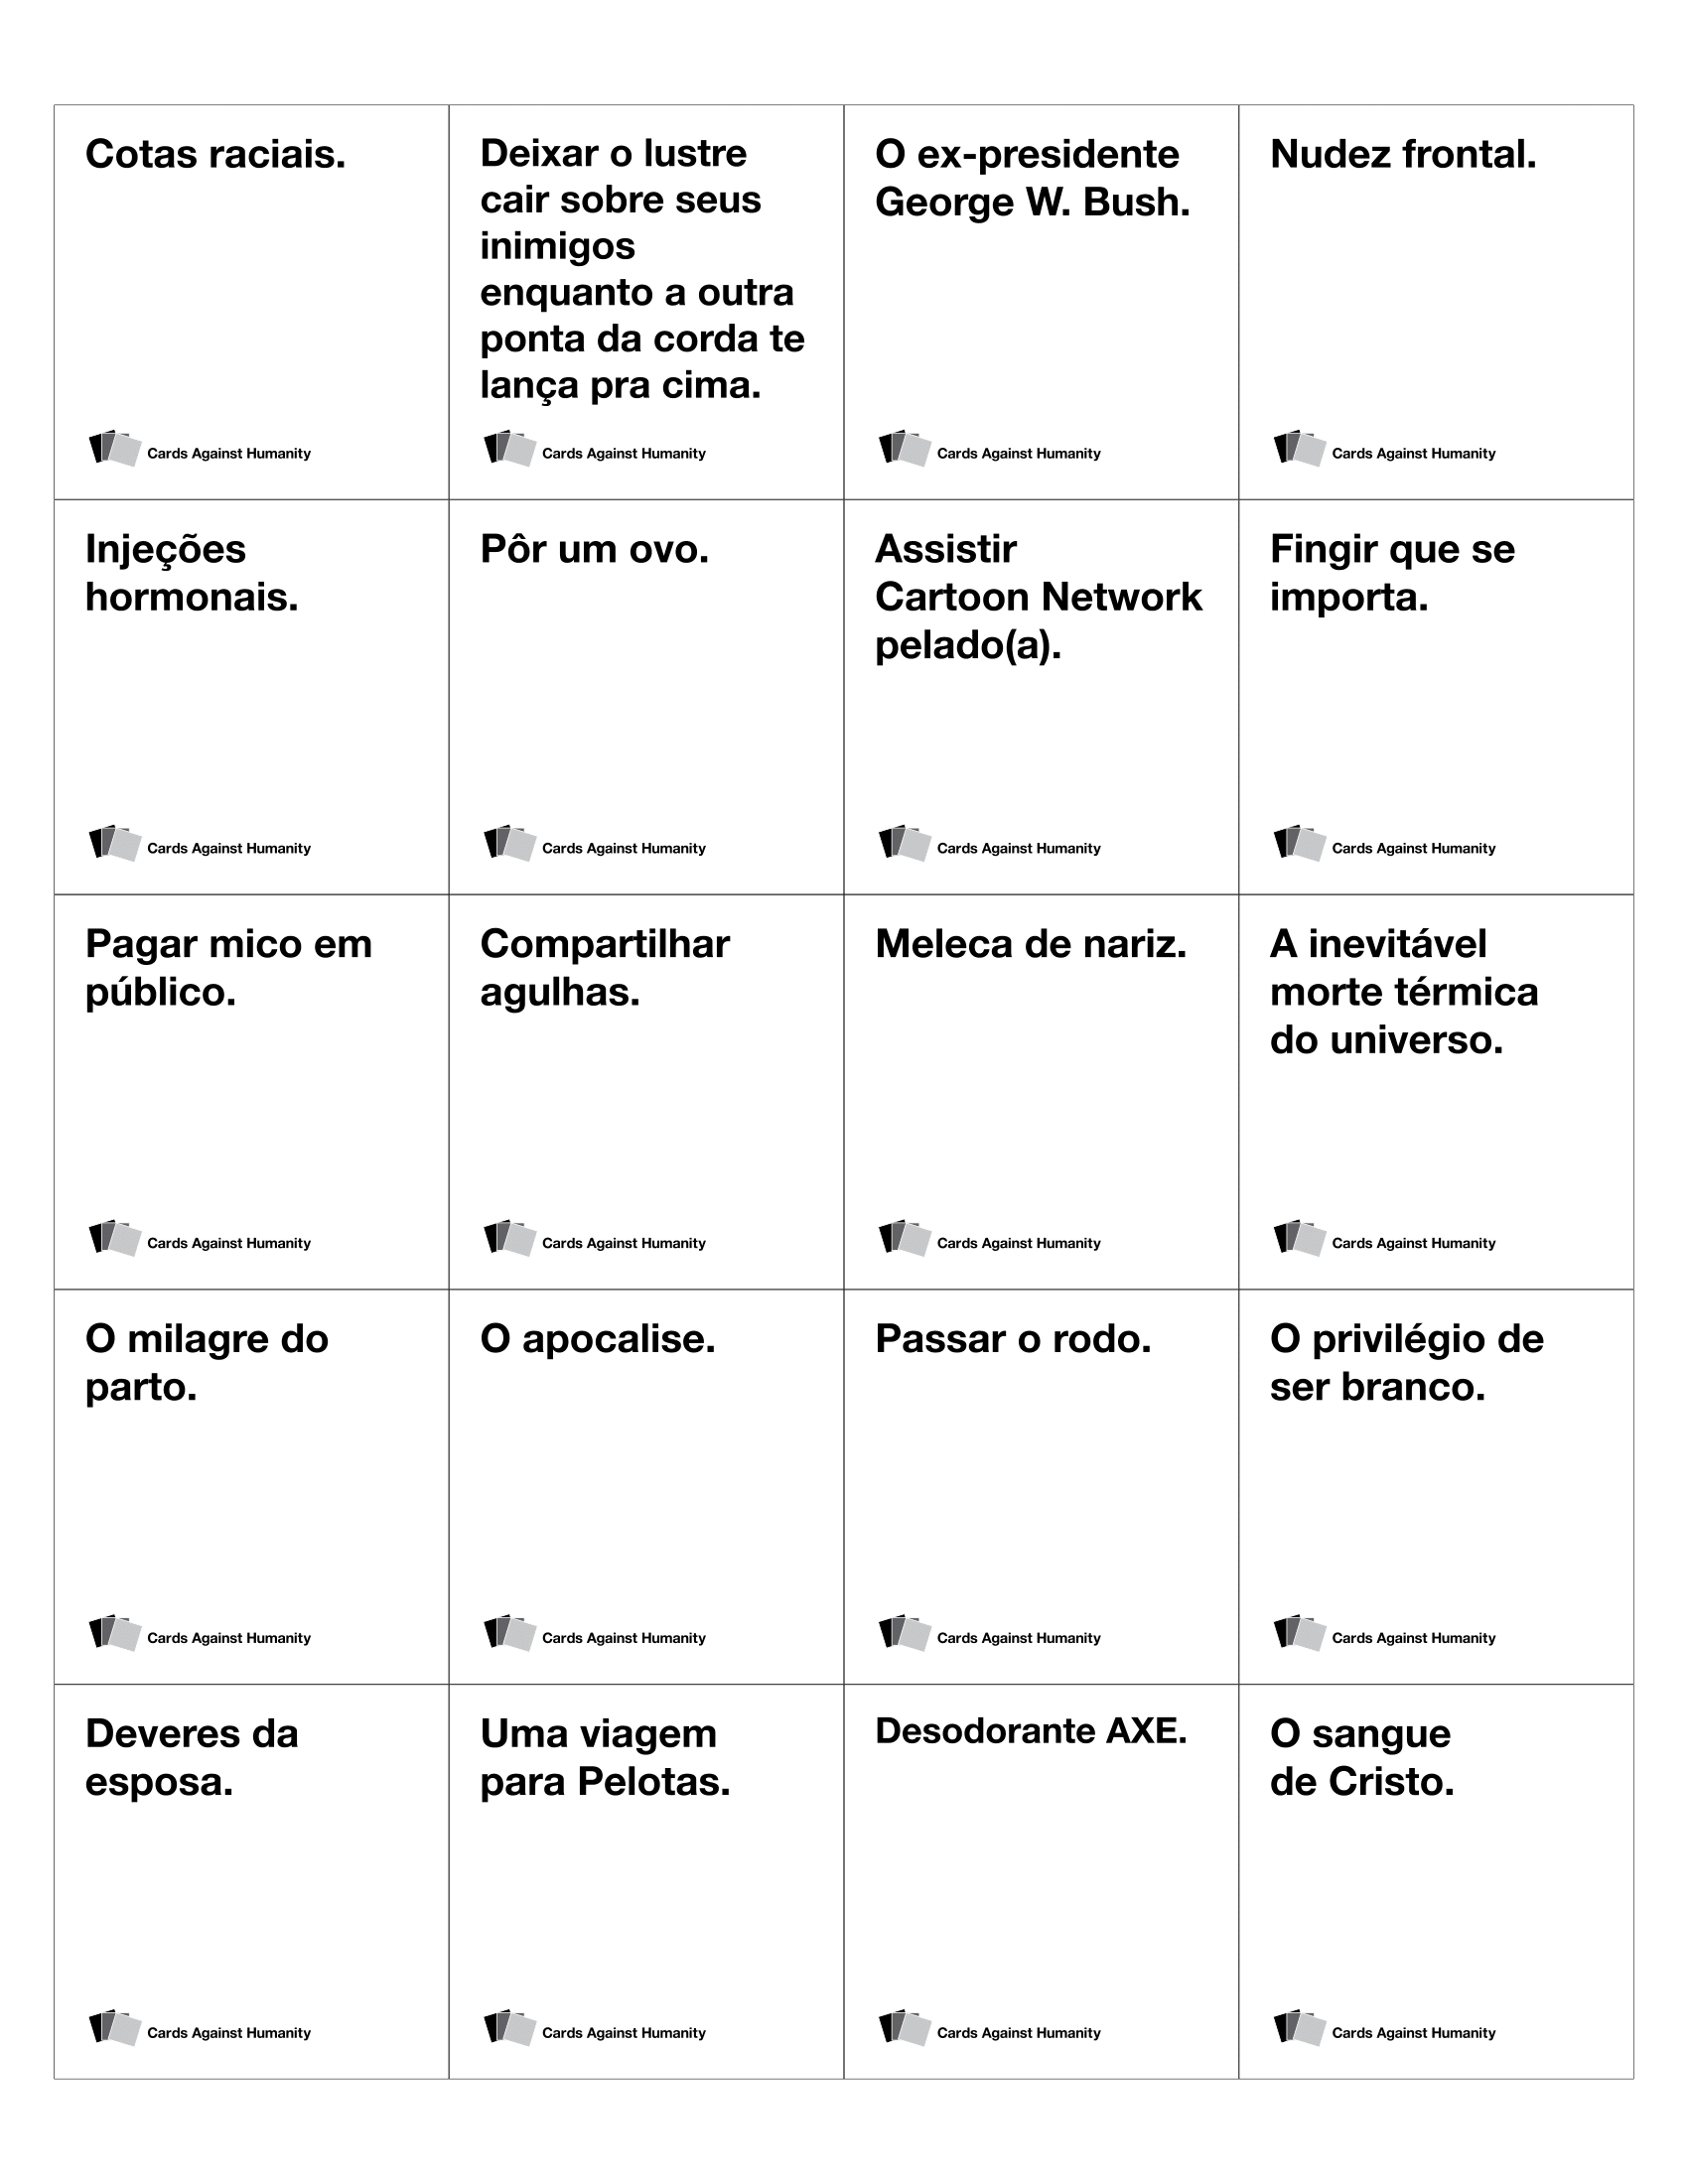 Cotas raciais.
Cards Against Humanity
Deixar o lustre
cair sobre seus
inimigos
enquanto a outra
ponta da corda te
lança pra cima.
Cards Against Humanity
O ex-presidente
George W. Bush.
Cards Against Humanity
Nudez frontal.
Cards Against Humanity
Injeções
hormonais.
Cards Against Humanity
Pôr um ovo.
Cards Against Humanity
Assistir
Cartoon Network
pelado(a).
Cards Against Humanity
Fingir que se
importa.
Cards Against Humanity
Pagar mico em
público.
Cards Against Humanity
Compartilhar
agulhas.
Cards Against Humanity
Meleca de nariz.
Cards Against Humanity
A inevitável
morte térmica
do universo.
Cards Against Humanity
O milagre do
parto.
Cards Against Humanity
O apocalise.
Cards Against Humanity
Passar o rodo.
Cards Against Humanity
O privilégio de
ser branco.
Cards Against Humanity
Deveres da
esposa.
Cards Against Humanity
Uma viagem
para Pelotas.
Cards Against Humanity
Desodorante AXE.
Cards Against Humanity
O sangue
de Cristo.
Cards Against Humanity